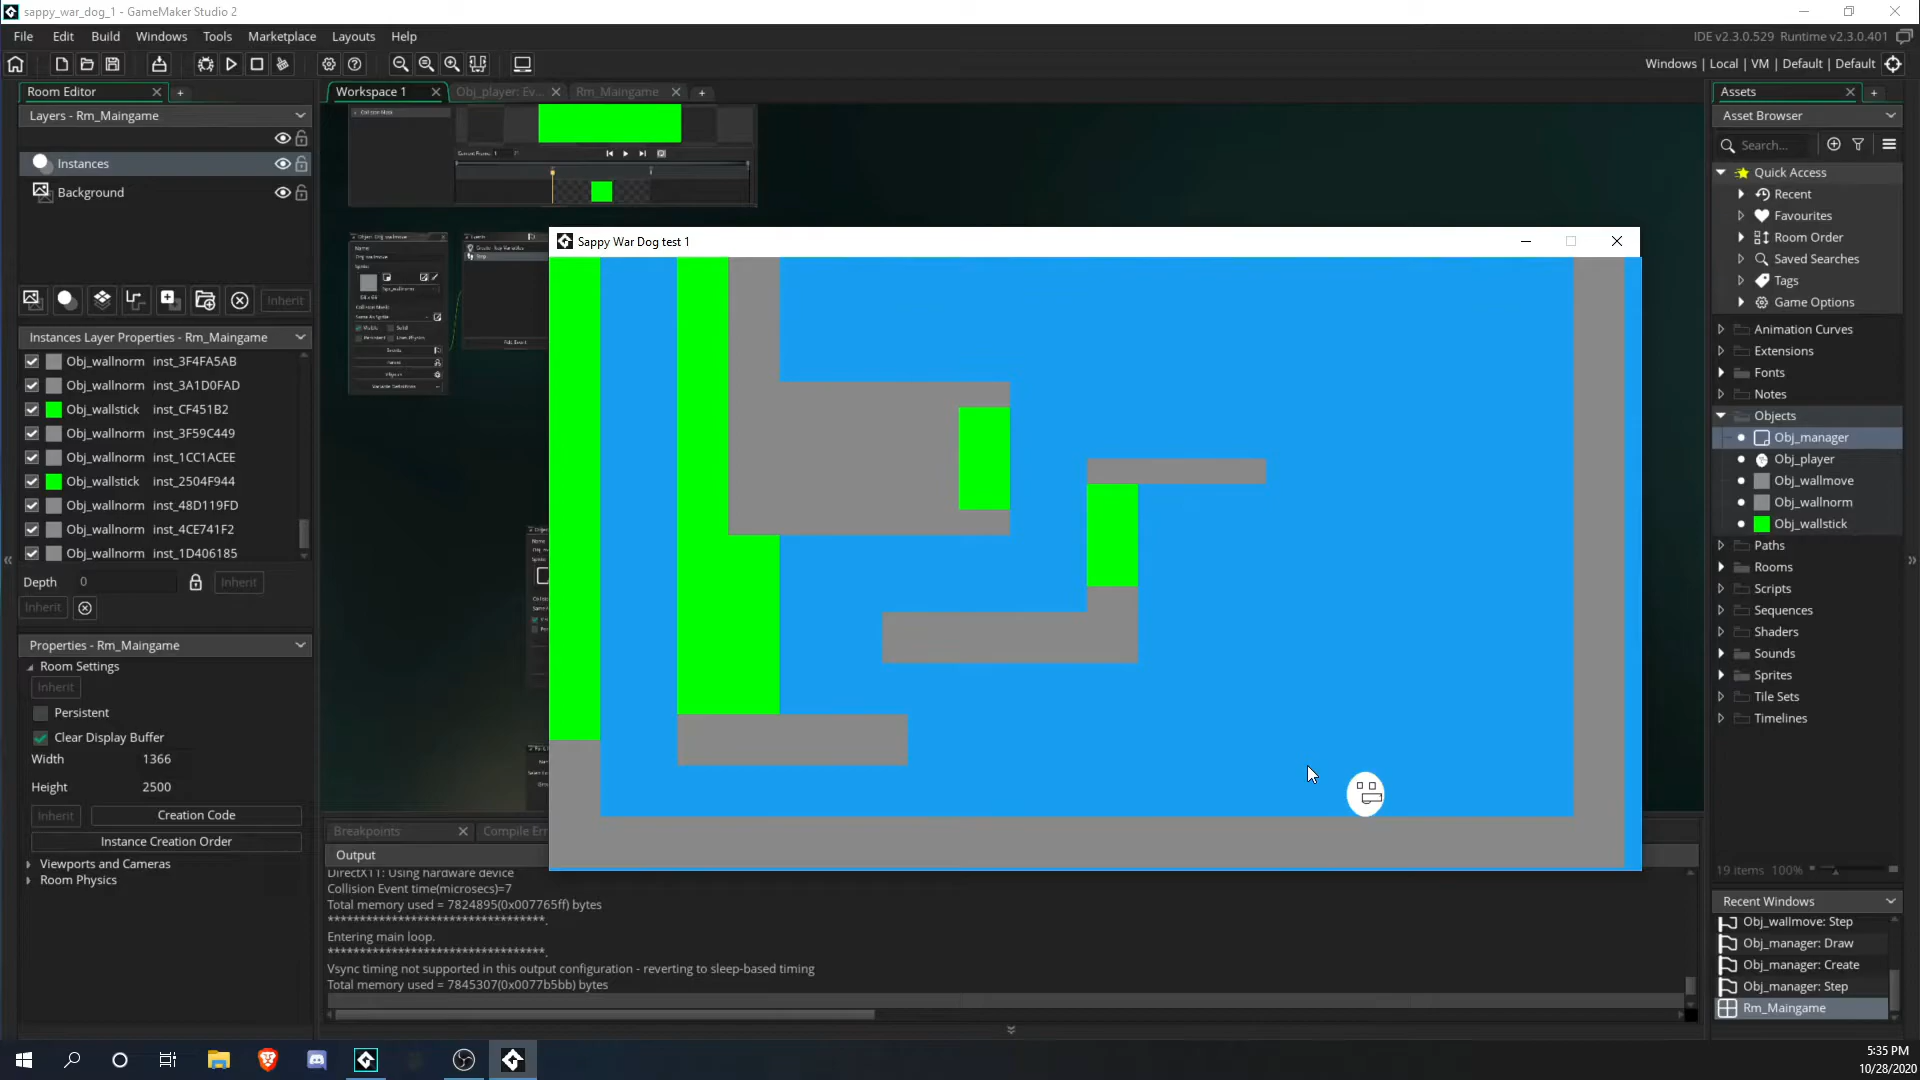 sappy_war_dog_1 - GameMaker Studio 2
File Edit Build Windows Tools Marketplace Layouts Help
IDE v2.3.0.529 Runtime v2.3.0.401
Windows | Local | VM | Default | Default
Room Editor
Workspace 1
Obj_player: Ev...
Rm_Maingame
Assets
Layers - Rm_Maingame
Asset Browser
Instances
Background
Search...
Quick Access
Recent
Favourites
Room Order
Saved Searches
Tags
Game Options
Inherit
Sappy War Dog test 1
Instances Layer Properties - Rm_Maingame
Obj_wallnorm inst_3F4FA5AB
Obj_wallnorm inst_3A1D0FAD
Obj_wallstick inst_CF451B2
Obj_wallnorm inst_3F59C449
Obj_wallnorm inst_1CC1ACEE
Obj_wallstick inst_2504F944
Obj_wallnorm inst_48D119FD
Obj_wallnorm inst_4CE741F2
Obj_wallnorm inst_1D406185
Depth 0 Inherit
Inherit
Animation Curves
Extensions
Fonts
Notes
Objects
Obj_manager
Obj_player
Obj_wallmove
Obj_wallnorm
Obj_wallstick
Paths
Rooms
Scripts
Sequences
Shaders
Sounds
Sprites
Tile Sets
Timelines
Properties - Rm_Maingame
Room Settings
Inherit
Persistent
Clear Display Buffer
Width 1366
Height 2500
Inherit Creation Code
Instance Creation Order
Viewports and Cameras
Room Physics
Breakpoints
Compile Err
Output
DirectX11: Using hardware device
Collision Event time(microsecs)=7
Total memory used = 7824895(0x007765ff) bytes
**********************************.
Entering main loop.
**********************************.
Vsync timing not supported in this output configuration - reverting to sleep-based timing
Total memory used = 7845307(0x0077b5bb) bytes
19 items 100%
Recent Windows
Obj_wallmove: Step
Obj_manager: Draw
Obj_manager: Create
Obj_manager: Step
Rm_Maingame
5:35 PM
10/28/2020